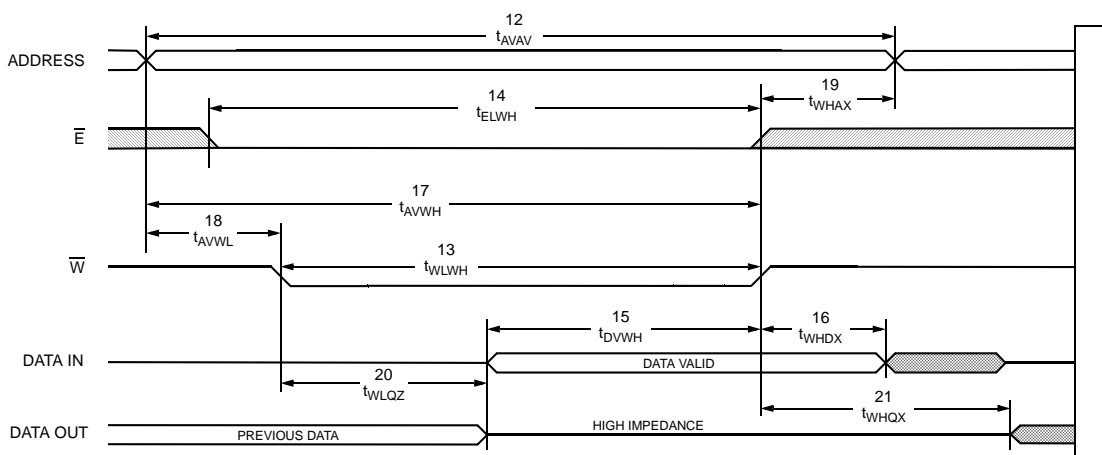 12
tAVAV
ADDRESS
14
tELWH
19
tWHAX
E
17
tAVWH
18
tAVWL
13
tWLWH
W
15
tDVWH
16
tWHDX
DATA IN
DATA VALID
20
tWLQZ
21
tWHQX
DATA OUT
PREVIOUS DATA
HIGH IMPEDANCE